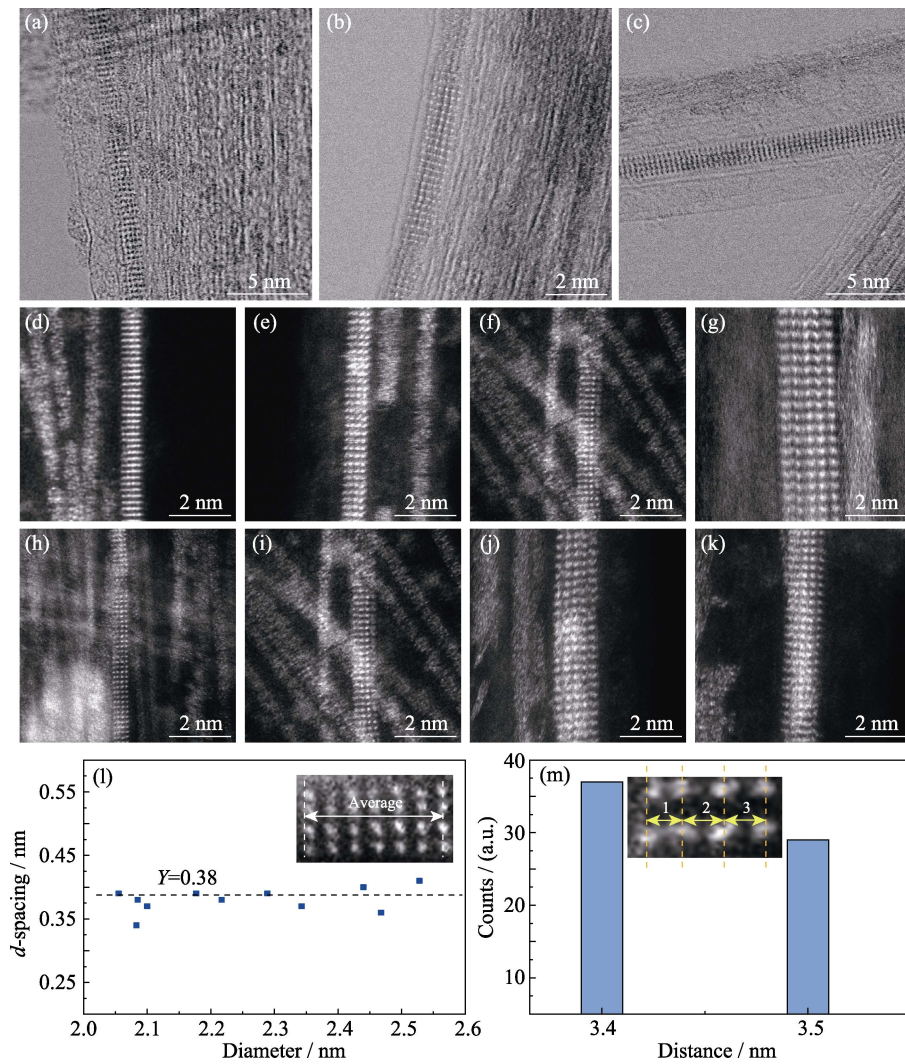 (a)
(b)
(c)
5 nm
2 nm
5 nm
(d)
(e)
(f)
(g)
2 nm
2 nm
2 nm
2 nm
(h)
(i)
(j)
(k)
2 nm
2 nm
2 nm
2 nm
(l)
Average
Y=0.38
d-spacing / nm
0.55
0.45
0.35
0.25
2.0 2.1 2.2 2.3 2.4 2.5 2.6
Diameter / nm
(m)
1 2 3
Counts / (a.u.)
40
35
30
25
20
15
10
3.4 3.5
Distance / nm